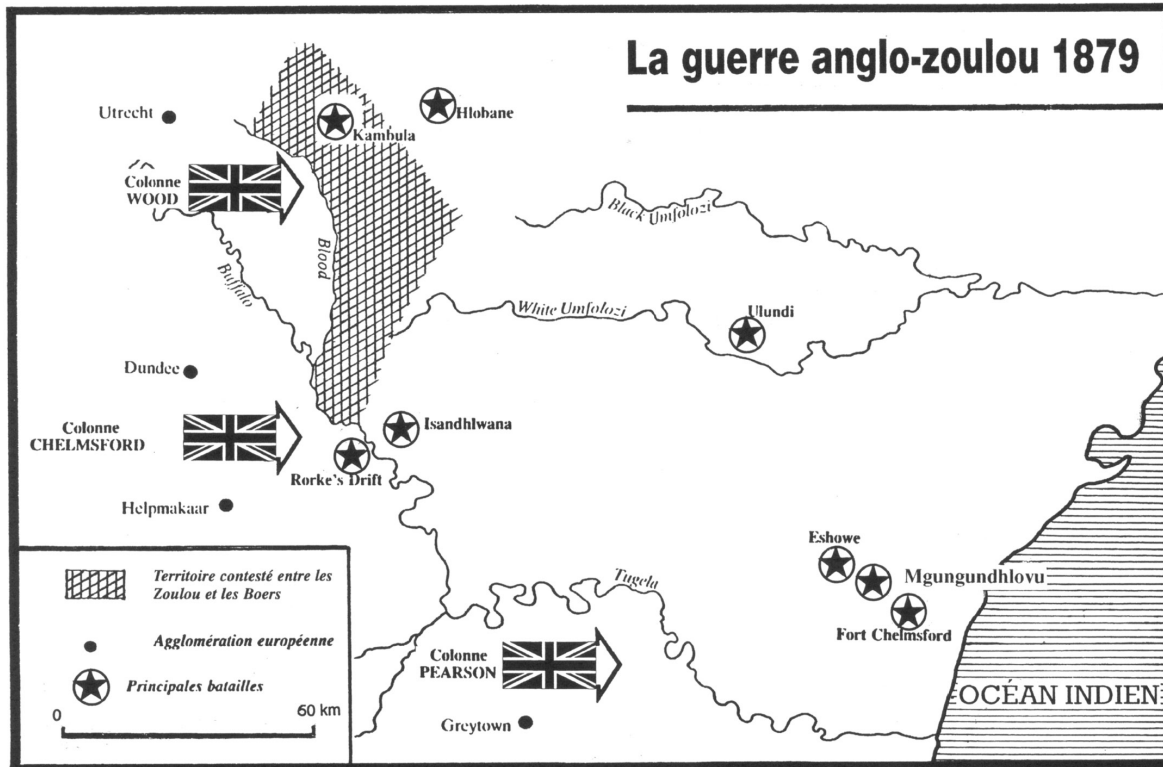 La guerre anglo-zoulou 1879
Utrecht
Kambula
Hlobane
Colonne
WOOD
Blood
Buffalo
Black Umfolozi
White Umfolozi
Ulundi
Dundee
Colonne
CHELMSFORD
Isandhlwana
Rorke's Drift
Helpmakaar
Eshowe
Mgungundhlovu
Fort Chelmsford
Tugela
Colonne
PEARSON
Greytown
OCÉAN INDIEN
Territoire contesté entre les
Zoulou et les Boers
Agglomération européenne
Principales batailles
0 60 km